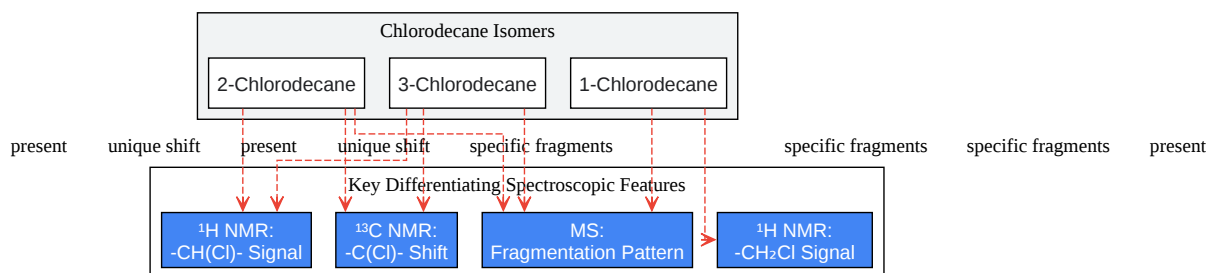 Chlorodecane Isomers
2-Chlorodecane 3-Chlorodecane 1-Chlorodecane
present unique shift present unique shift specific fragments specific fragments specific fragments present
Key Differentiating Spectroscopic Features
¹H NMR:
-CH(Cl)- Signal
¹³C NMR:
-C(Cl)- Shift
MS:
Fragmentation Pattern
¹H NMR:
-CH₂Cl Signal